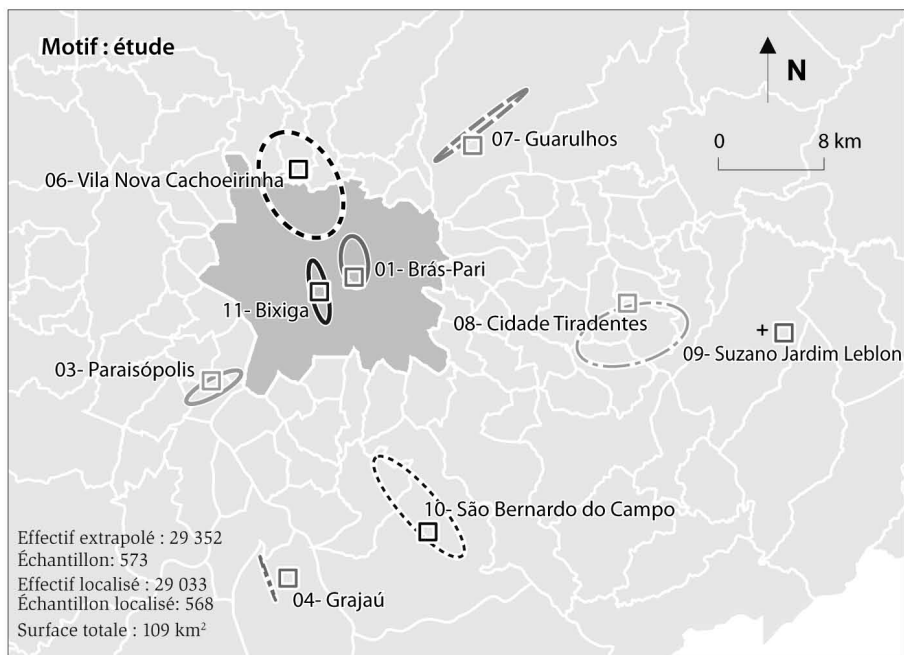 Motif : étude
N
0 8 km
07- Guarulhos
06- Vila Nova Cachoeirinha
01- Brás-Pari
11- Bixiga
08- Cidade Tiradentes
09- Suzano Jardim Leblon
03- Paraisópolis
10- São Bernardo do Campo
04- Grajaú
Effectif extrapolé : 29 352
Échantillon: 573
Effectif localisé : 29 033
Échantillon localisé: 568
Surface totale : 109 km²